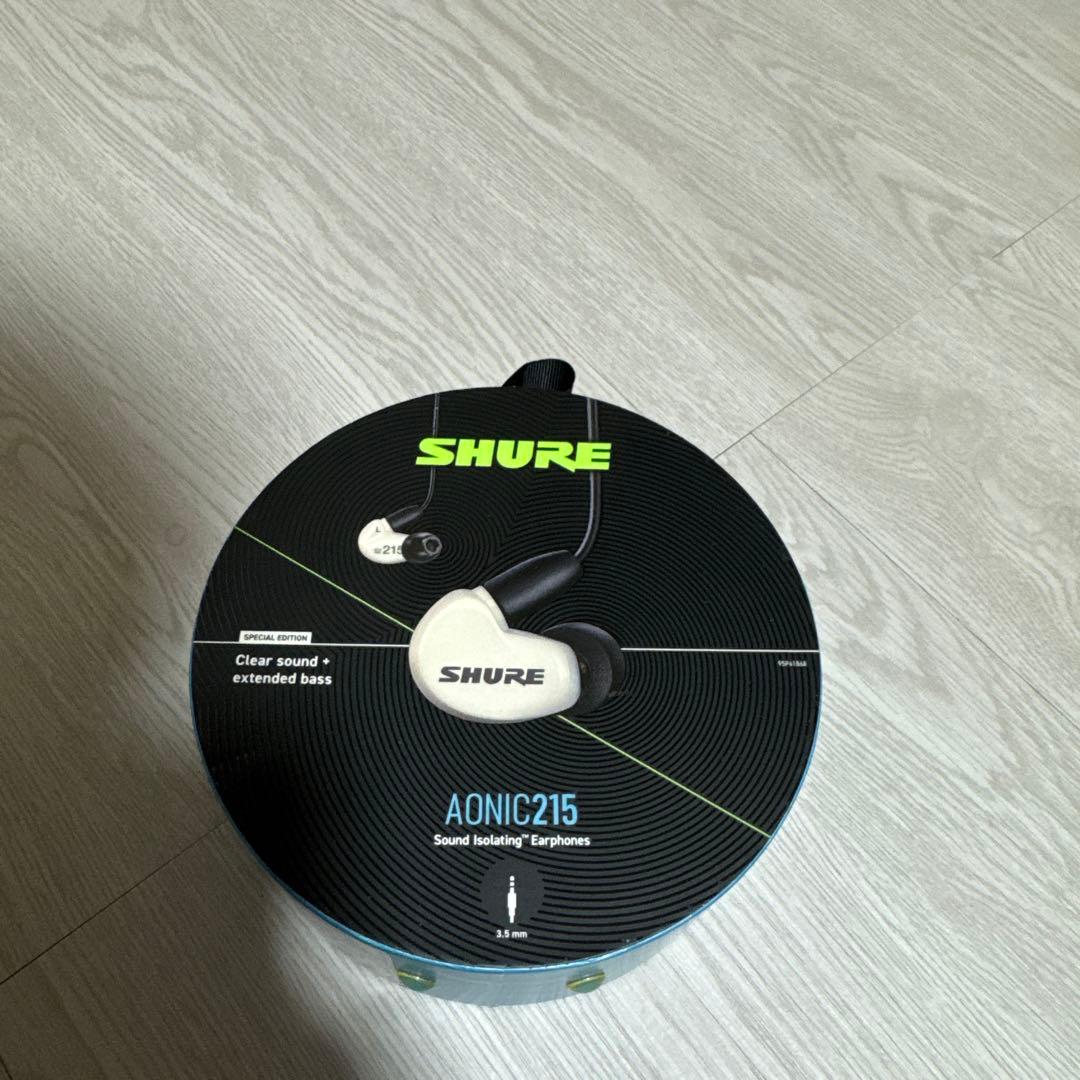 SHURE
215
SPECIAL EDITION
Clear sound +
extended bass
SHURE
AONIC215
Sound Isolating™ Earphones
3.5 mm